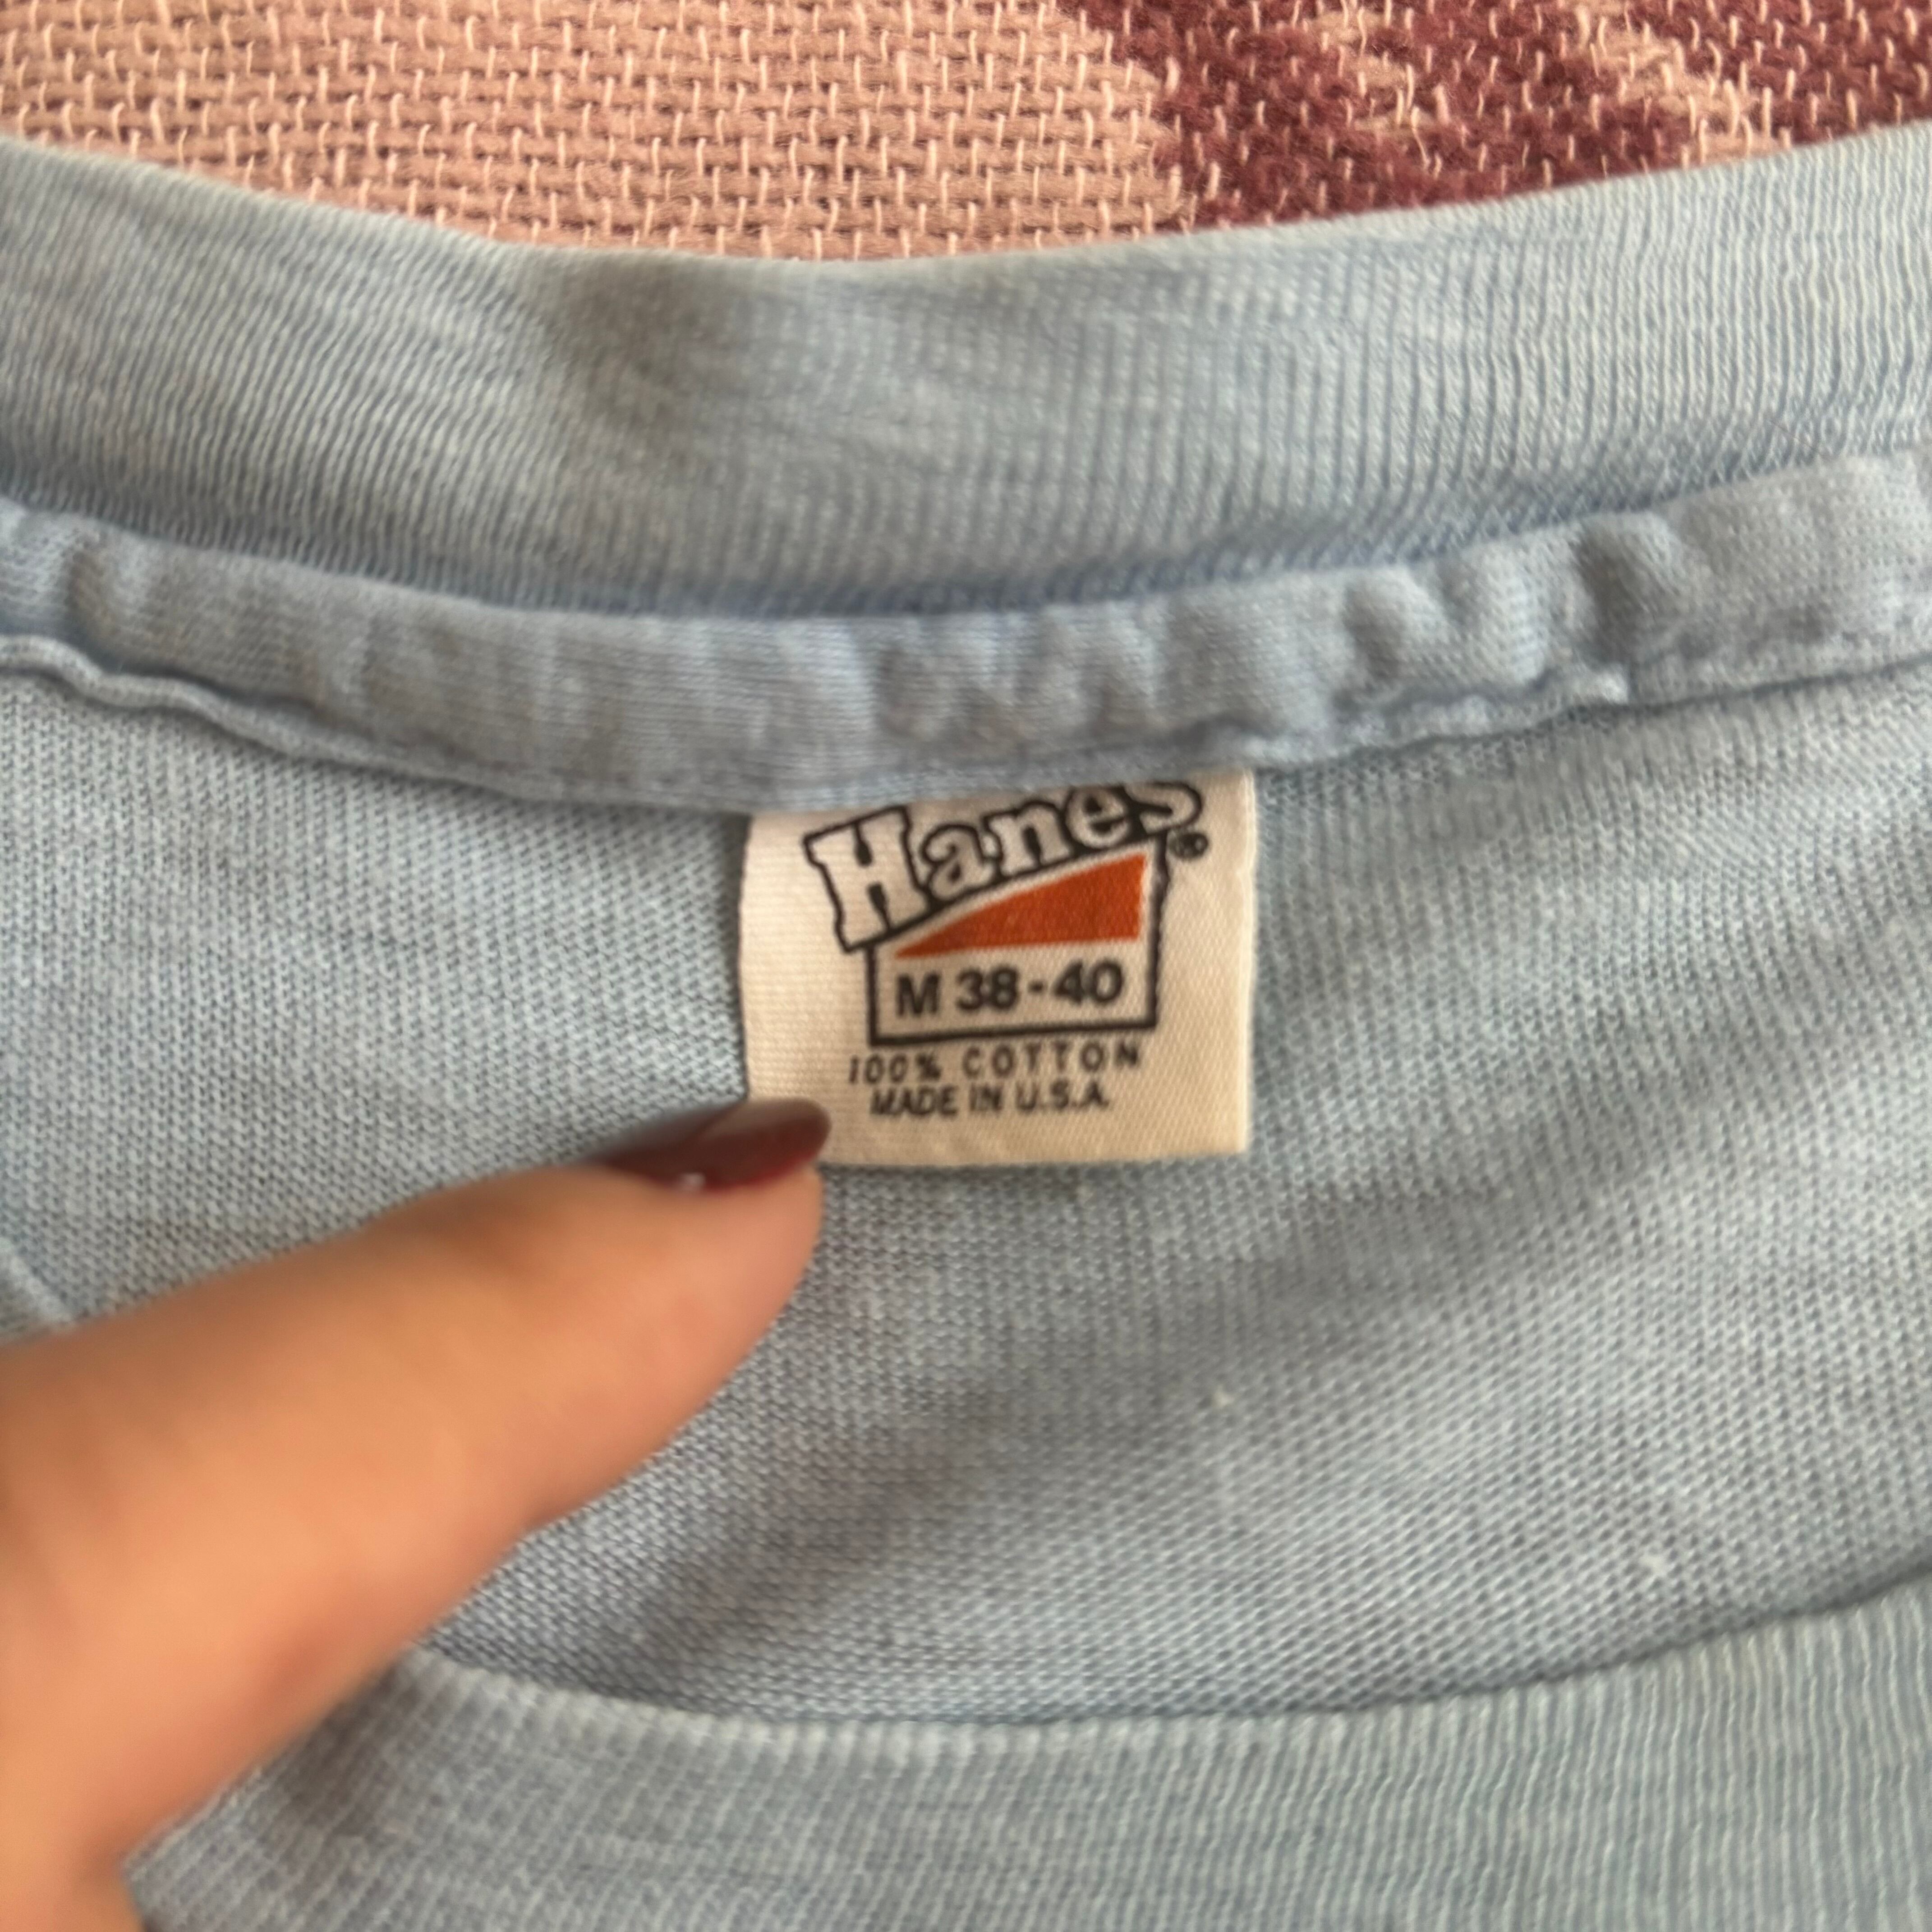 Hanes®
M 38-40
100% COTTON
MADE IN U.S.A.